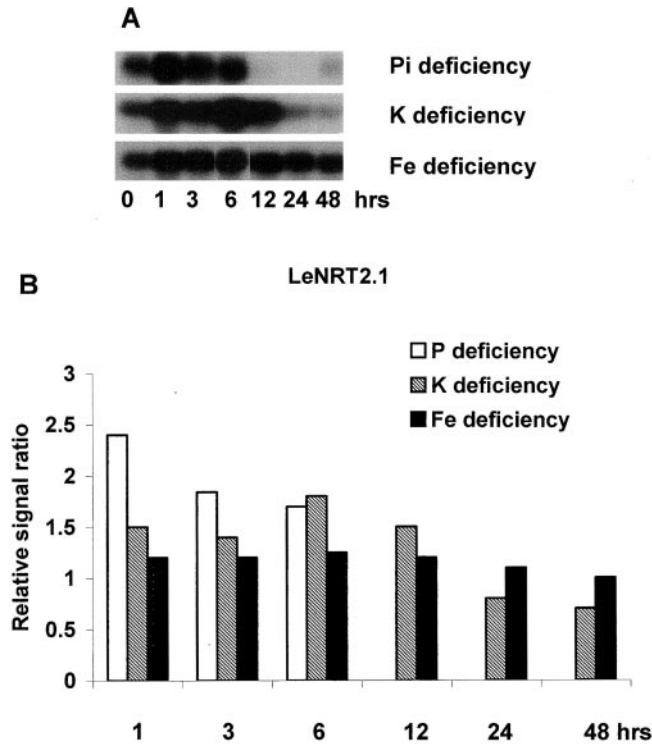 A
Pi deficiency
K deficiency
Fe deficiency
0 1 3 6 12 24 48 hrs
B
LeNRT2.1
P deficiency
K deficiency
Fe deficiency
Relative signal ratio
3
2.5
2
1.5
1
0.5
0
1 3 6 12 24 48 hrs